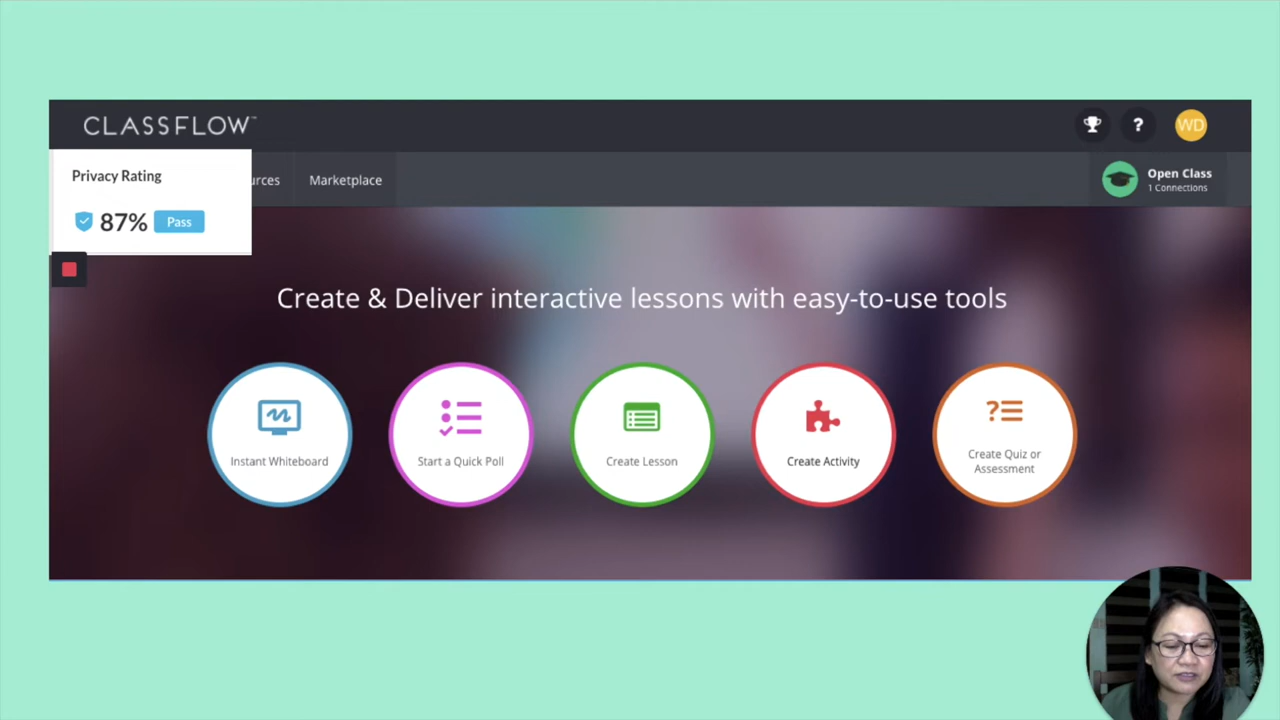 CLASSFLOW™
?
WD
Privacy Rating
87% Pass
Marketplace
Open Class
1 Connections
Create & Deliver interactive lessons with easy-to-use tools
Instant Whiteboard
Start a Quick Poll
Create Lesson
Create Activity
Create Quiz or
Assessment